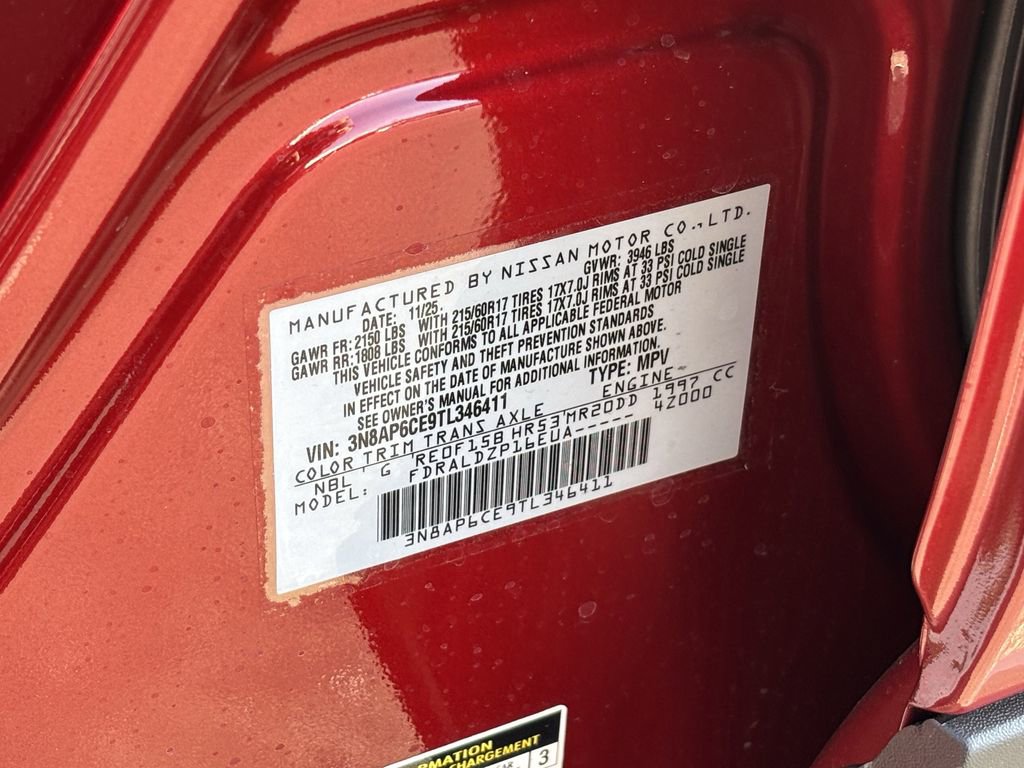 MANUFACTURED BY NISSAN MOTOR CO.,LTD.
DATE: 11/25 GVWR: 3946 LBS
GAWR FR: 2150 LBS WITH 215/60R17 TIRES 17X7.0J RIMS AT 33 PSI COLD SINGLE
GAWR RR: 1808 LBS WITH 215/60R17 TIRES 17X7.0J RIMS AT 33 PSI COLD SINGLE
THIS VEHICLE CONFORMS TO ALL APPLICABLE FEDERAL MOTOR
VEHICLE SAFETY AND THEFT PREVENTION STANDARDS
IN EFFECT ON THE DATE OF MANUFACTURE SHOWN ABOVE.
SEE OWNER'S MANUAL FOR ADDITIONAL INFORMATION.
VIN: 3N8AP6CE9TL346411 TYPE: MPV
COLOR TRIM TRANS AXLE ENGINE
NBL G RE0F15B HR53 MR20DD 1997 CC
MODEL: FDRALDZP16EUA----- 4Z000
3N8AP6CE9TL346411
CHARGEMENT
3